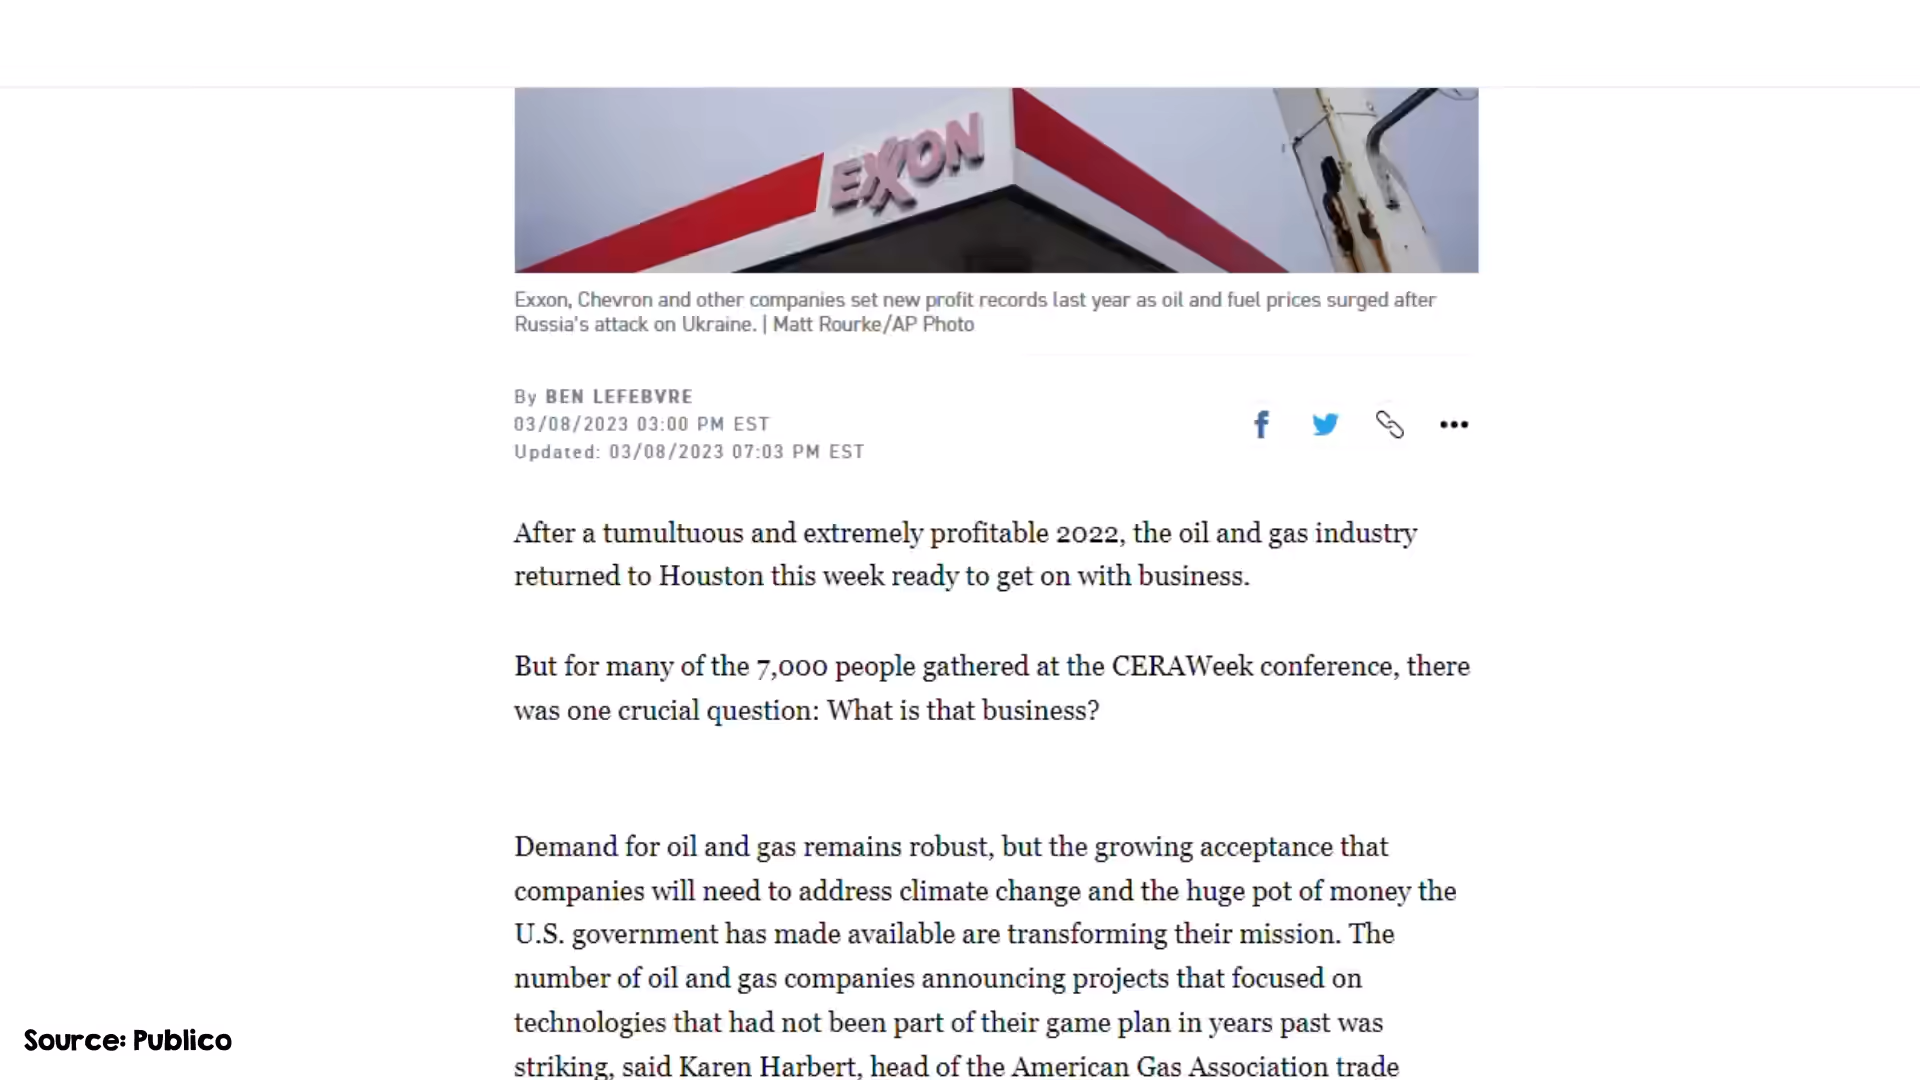 EXXON
Exxon, Chevron and other companies set new profit records last year as oil and fuel prices surged after
Russia's attack on Ukraine. | Matt Rourke/AP Photo
By BEN LEFEBVRE
03/08/2023 03:00 PM EST
Updated: 03/08/2023 07:03 PM EST
After a tumultuous and extremely profitable 2022, the oil and gas industry
returned to Houston this week ready to get on with business.
But for many of the 7,000 people gathered at the CERAWeek conference, there
was one crucial question: What is that business?
Demand for oil and gas remains robust, but the growing acceptance that
companies will need to address climate change and the huge pot of money the
U.S. government has made available are transforming their mission. The
number of oil and gas companies announcing projects that focused on
technologies that had not been part of their game plan in years past was
striking, said Karen Harbert, head of the American Gas Association trade
Source: Publico